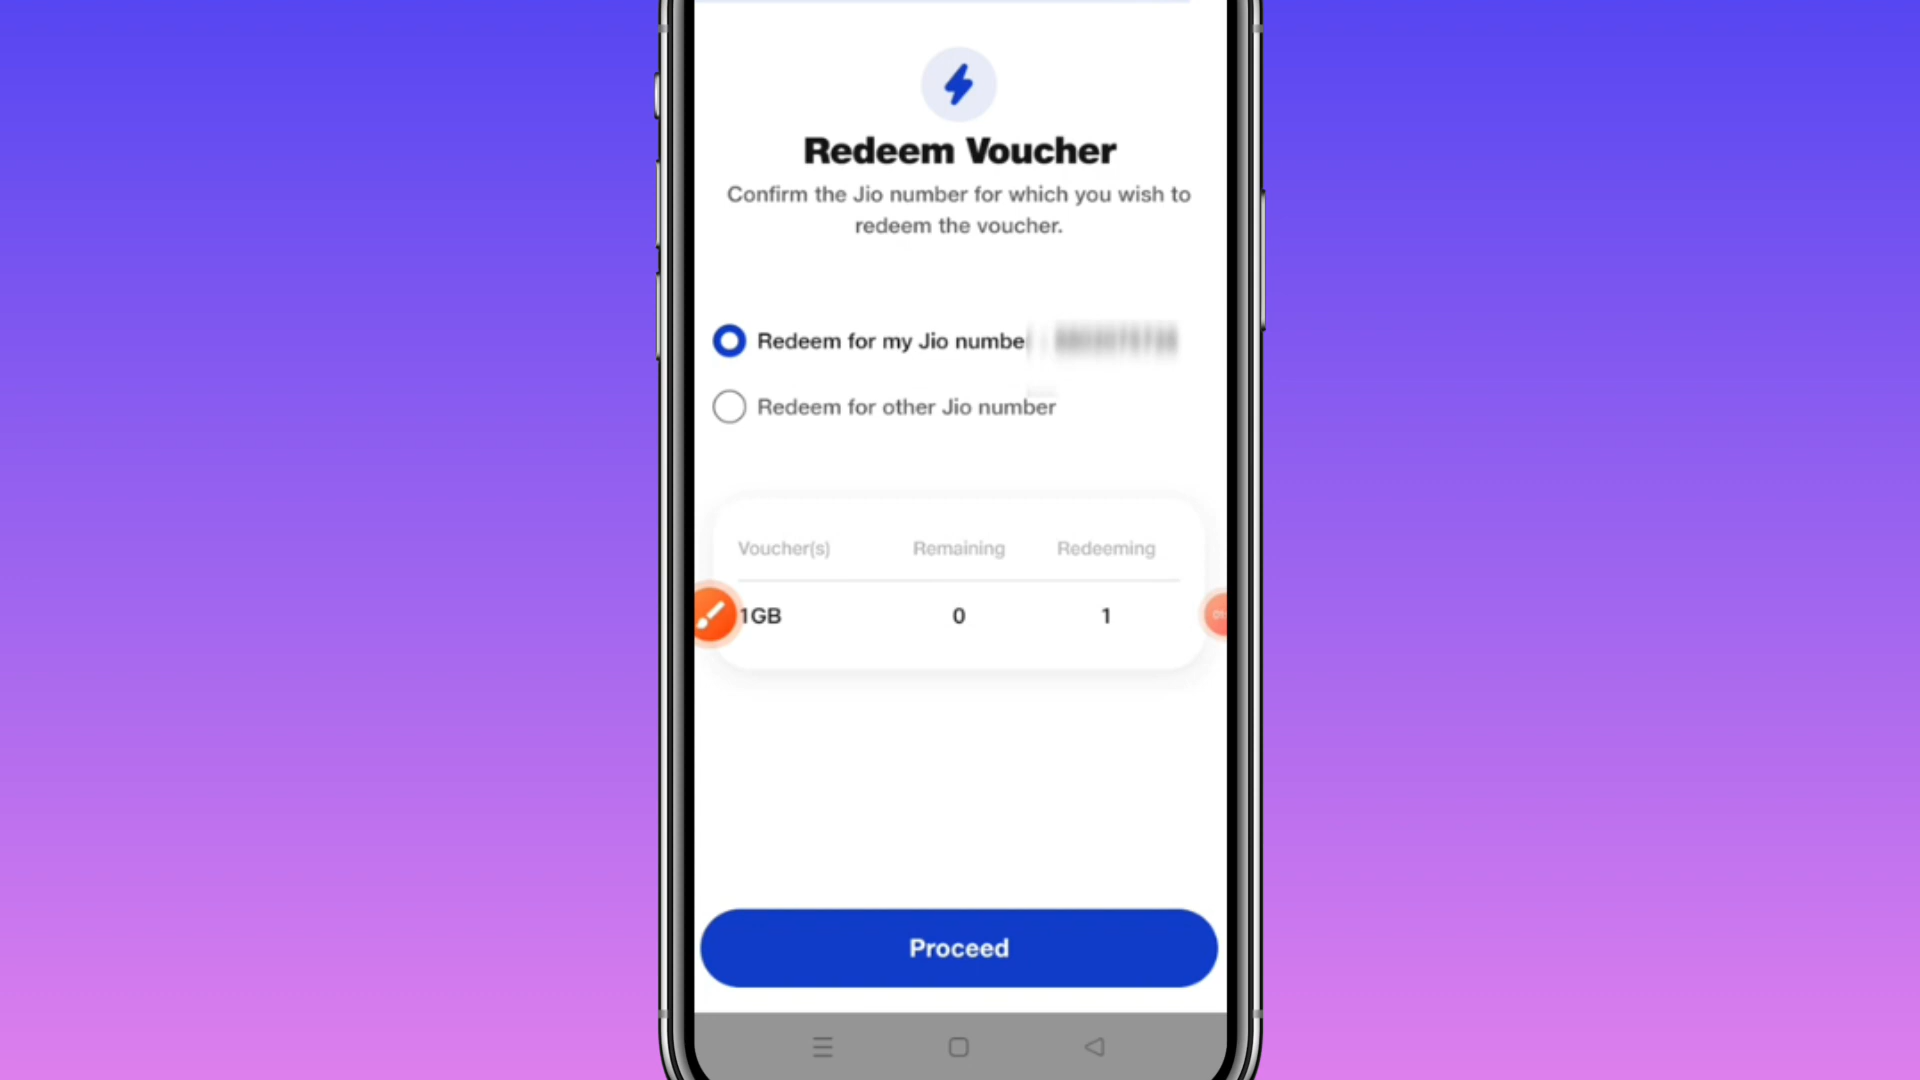 Redeem Voucher
Confirm the Jio number for which you wish to
redeem the voucher.
Redeem for my Jio numbe
Redeem for other Jio number
Voucher(s) Remaining Redeeming
1GB 0 1
Proceed